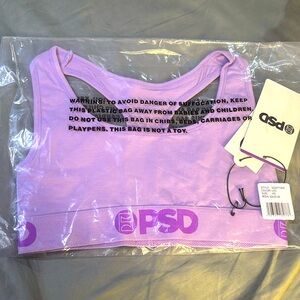 WARNING: TO AVOID DANGER OF SUFFOCATION, KEEP
THIS PLASTIC BAG AWAY FROM BABIES AND CHILDREN.
DO NOT USE THIS BAG IN CRIBS, BEDS, CARRIAGES OR
PLAYPENS. THIS BAG IS NOT A TOY.
PSD
PSD